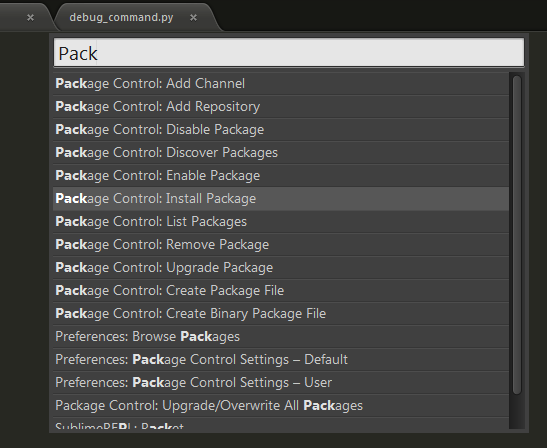 debug_command.py
Pack
Package Control: Add Channel
Package Control: Add Repository
Package Control: Disable Package
Package Control: Discover Packages
Package Control: Enable Package
Package Control: Install Package
Package Control: List Packages
Package Control: Remove Package
Package Control: Upgrade Package
Package Control: Create Package File
Package Control: Create Binary Package File
Preferences: Browse Packages
Preferences: Package Control Settings – Default
Preferences: Package Control Settings – User
Package Control: Upgrade/Overwrite All Packages
SublimeREPL: Racket